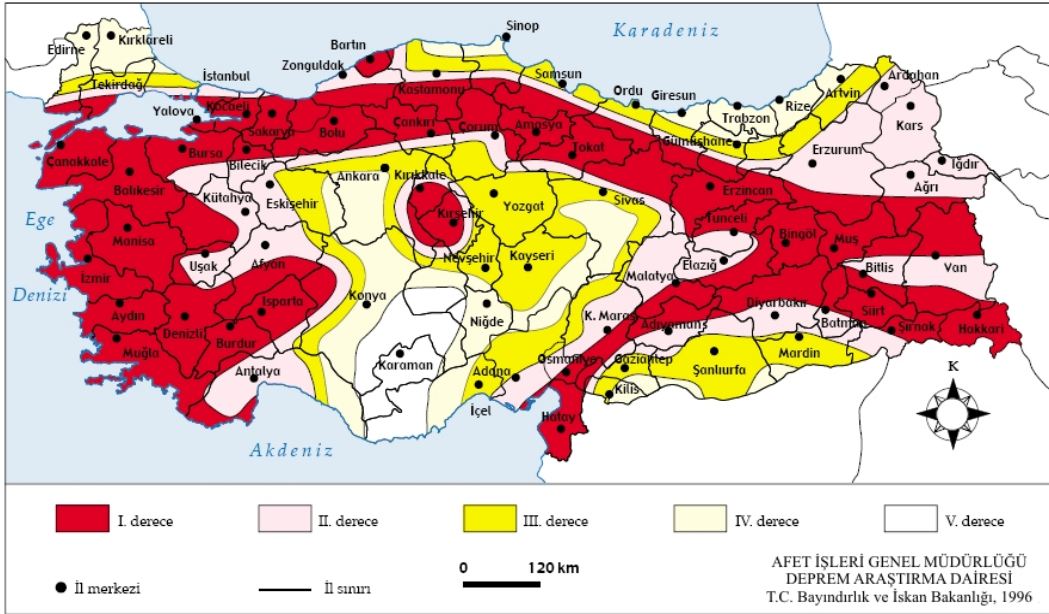 Sinop
Karadeniz
Edirne
Kırklareli
Bartın
Zonguldak
Tekirdağ
İstanbul
Kastamonu
Samsun
Ardahan
Artvin
Ordu
Giresun
Rize
Trabzon
Kars
Yalova
Kocaeli
Sakarya
Bolu
Çankırı
Çorum
Amasya
Gümüşhane
Çanakkale
Bursa
Bilecik
Tokat
Erzurum
Iğdır
Balıkesir
Ankara
Kırıkkale
Ağrı
Kütahya
Eskişehir
Yozgat
Sivas
Erzincan
Ege
Kırşehir
Tunceli
Manisa
Bingöl
Muş
Uşak
Afyon
Nevşehir
Kayseri
Elazığ
Bitlis
Van
İzmir
Malatya
Denizi
Konya
Isparta
Diyarbakır
Siirt
Aydın
Denizli
Niğde
K. Maraş
Adıyaman
Batman
Şırnak
Hakkari
Burdur
Muğla
Karaman
Osmaniye
Gaziantep
Mardin
Şanlıurfa
Antalya
Adana
Kilis
K
İçel
Hatay
Akdeniz
I. derece
II. derece
III. derece
IV. derece
V. derece
İl merkezi
İl sınırı
0 120 km
AFET İŞLERİ GENEL MÜDÜRLÜĞÜ
DEPREM ARAŞTIRMA DAİRESİ
T.C. Bayındırlık ve İskan Bakanlığı, 1996